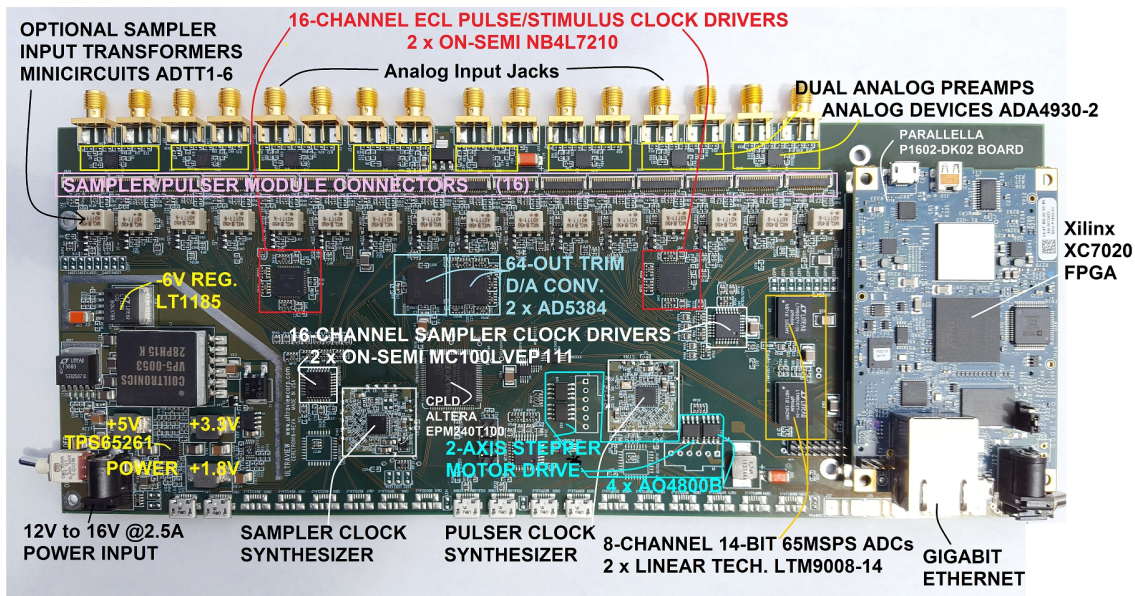 OPTIONAL SAMPLER
INPUT TRANSFORMERS
MINICIRCUITS ADTT1-6
16-CHANNEL ECL PULSE/STIMULUS CLOCK DRIVERS
2 x ON-SEMI NB4L7210
Analog Input Jacks
DUAL ANALOG PREAMPS
ANALOG DEVICES ADA4930-2
PARALLELLA
P1602-DK02 BOARD
SAMPLER/PULSER MODULE CONNECTORS (16)
Xilinx
XC7020
FPGA
-6V REG.
LT1185
64-OUT TRIM
D/A CONV.
2 x AD5384
16-CHANNEL SAMPLER CLOCK DRIVERS
2 x ON-SEMI MC100LVEP111
COILTRONICS
VP5-0053
28PH15 K
CPLD
ALTERA
EPM240T100
+5V
+3.3V
TPS65261
POWER
+1.8V
2-AXIS STEPPER
MOTOR DRIVE
4 x AO4800B
12V to 16V @2.5A
POWER INPUT
SAMPLER CLOCK
SYNTHESIZER
PULSER CLOCK
SYNTHESIZER
8-CHANNEL 14-BIT 65MSPS ADCs
2 x LINEAR TECH. LTM9008-14
GIGABIT
ETHERNET